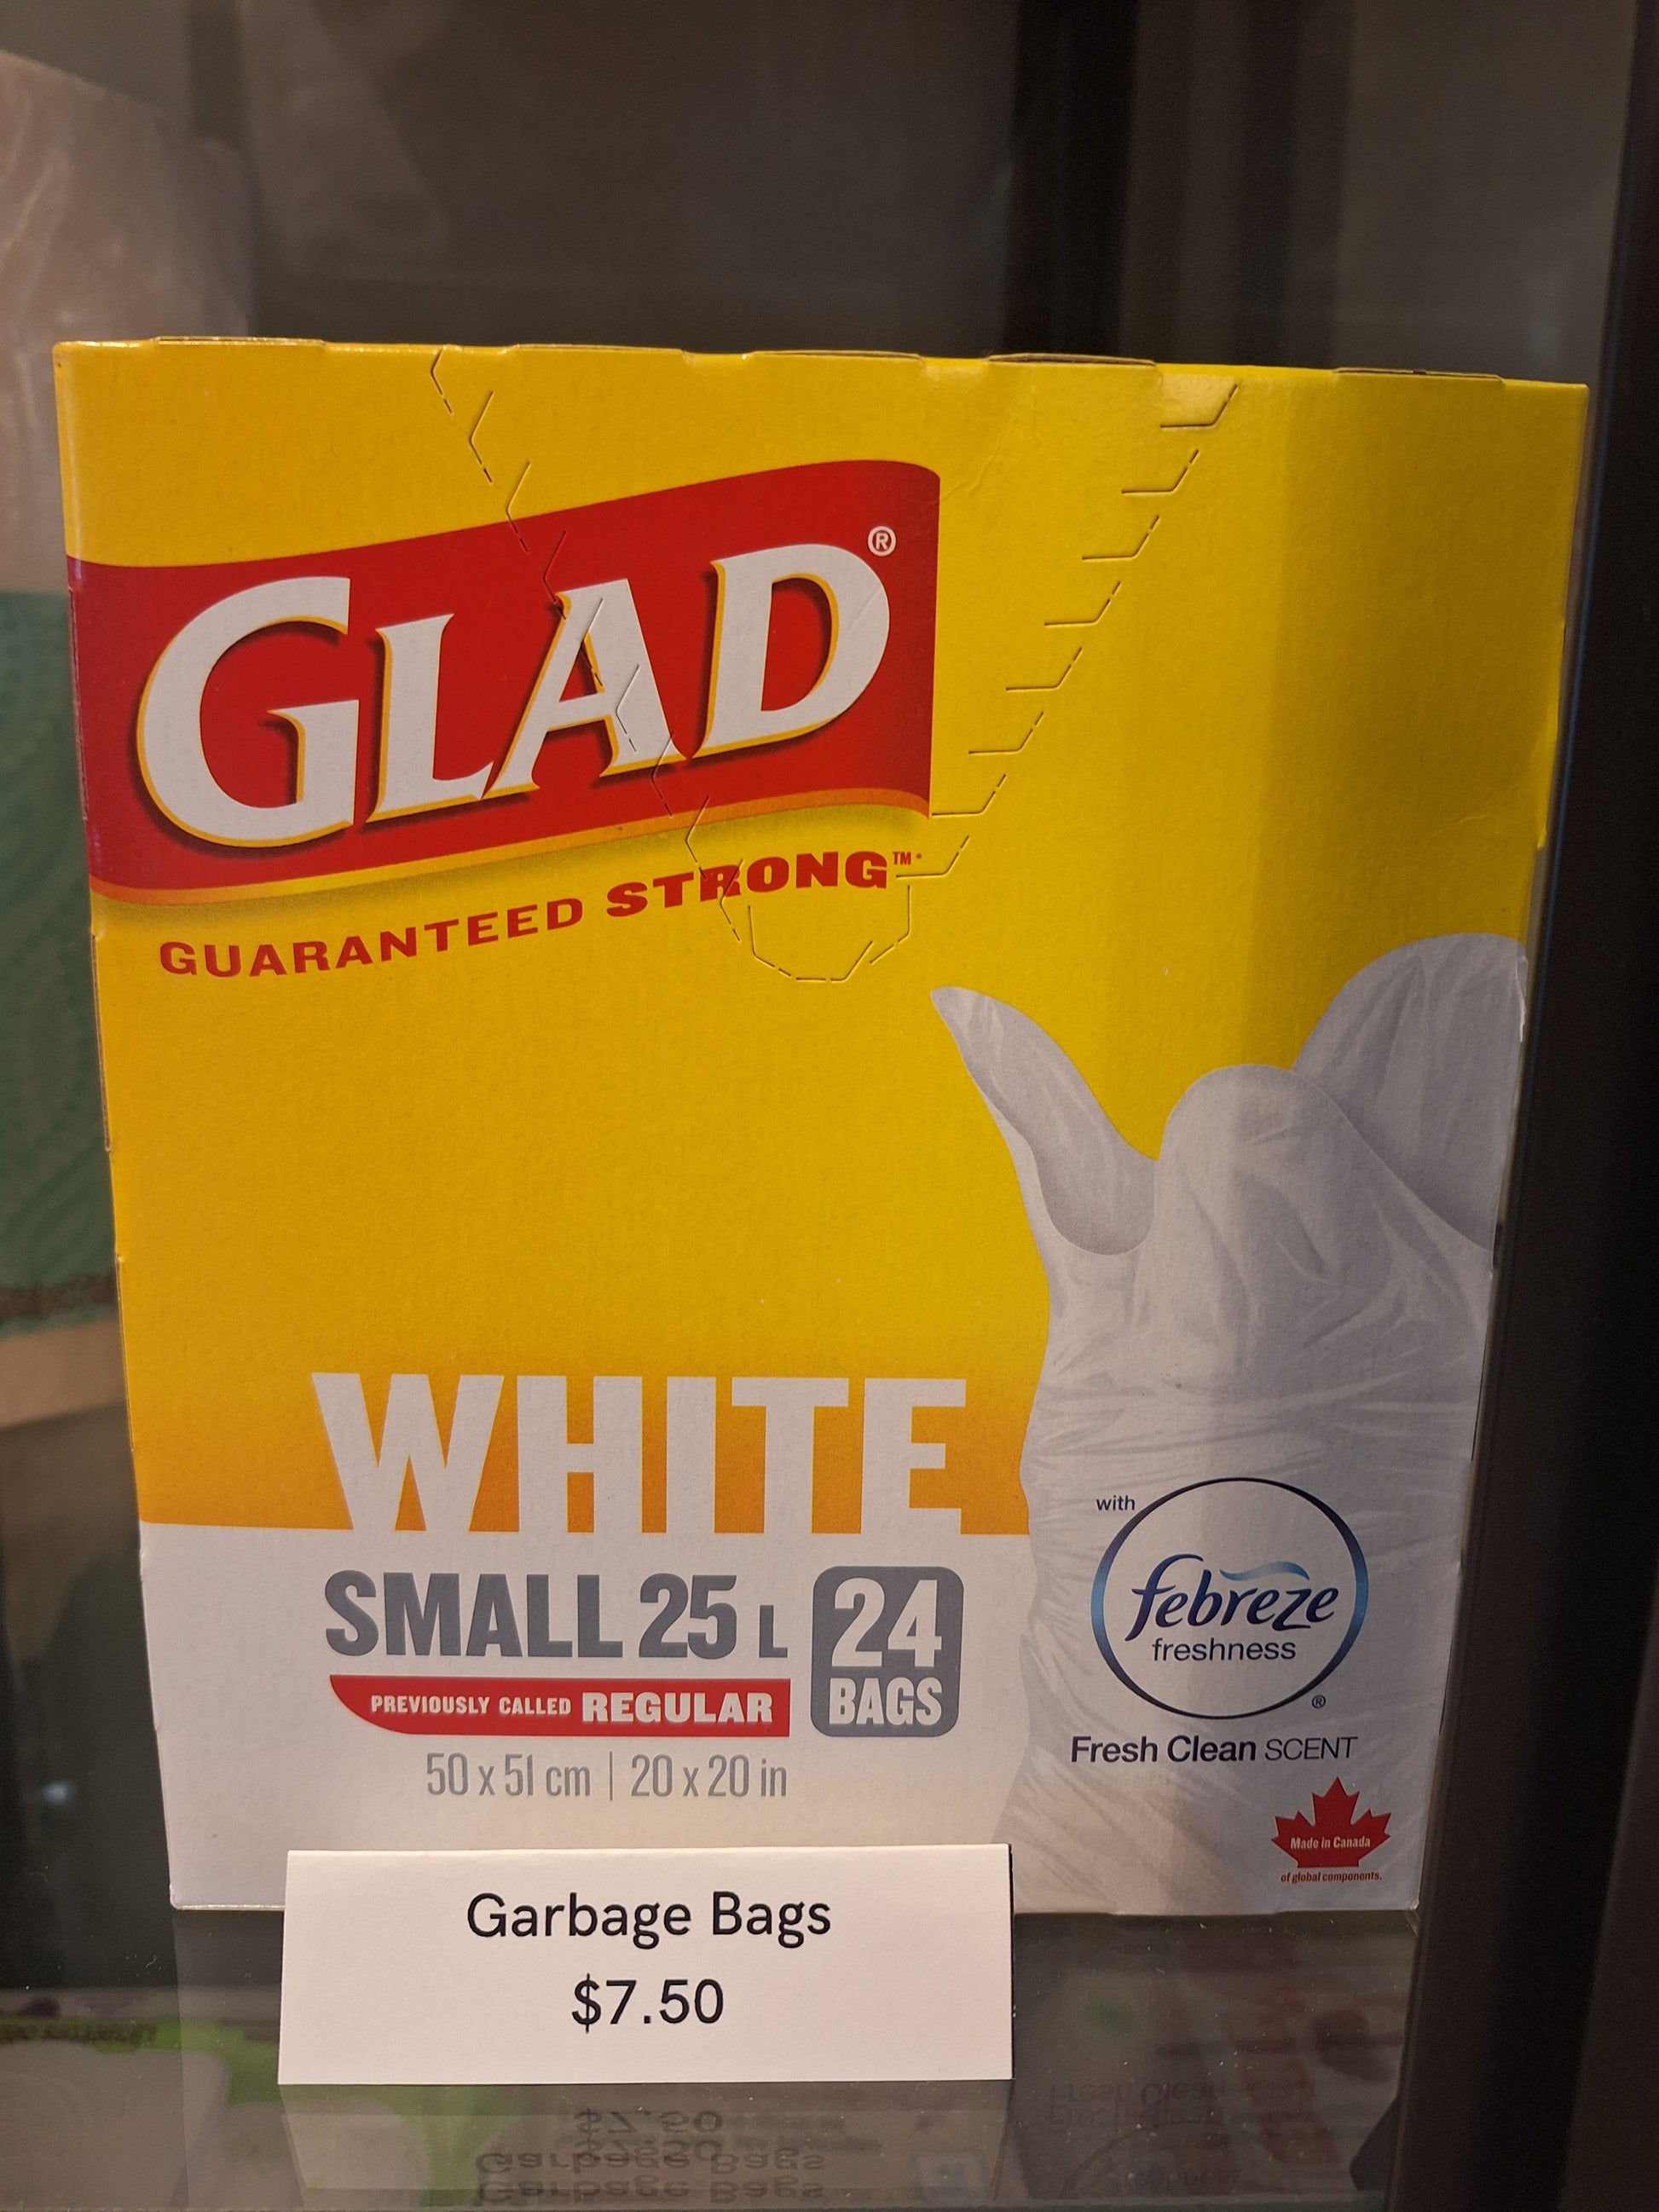 GLAD®
GUARANTEED STRONG™*
WHITE
SMALL 25 L
24
BAGS
PREVIOUSLY CALLED REGULAR
50 x 51 cm | 20 x 20 in
with
febreze
freshness
®
Fresh Clean SCENT
Made in Canada
of global components.
Garbage Bags
$7.50